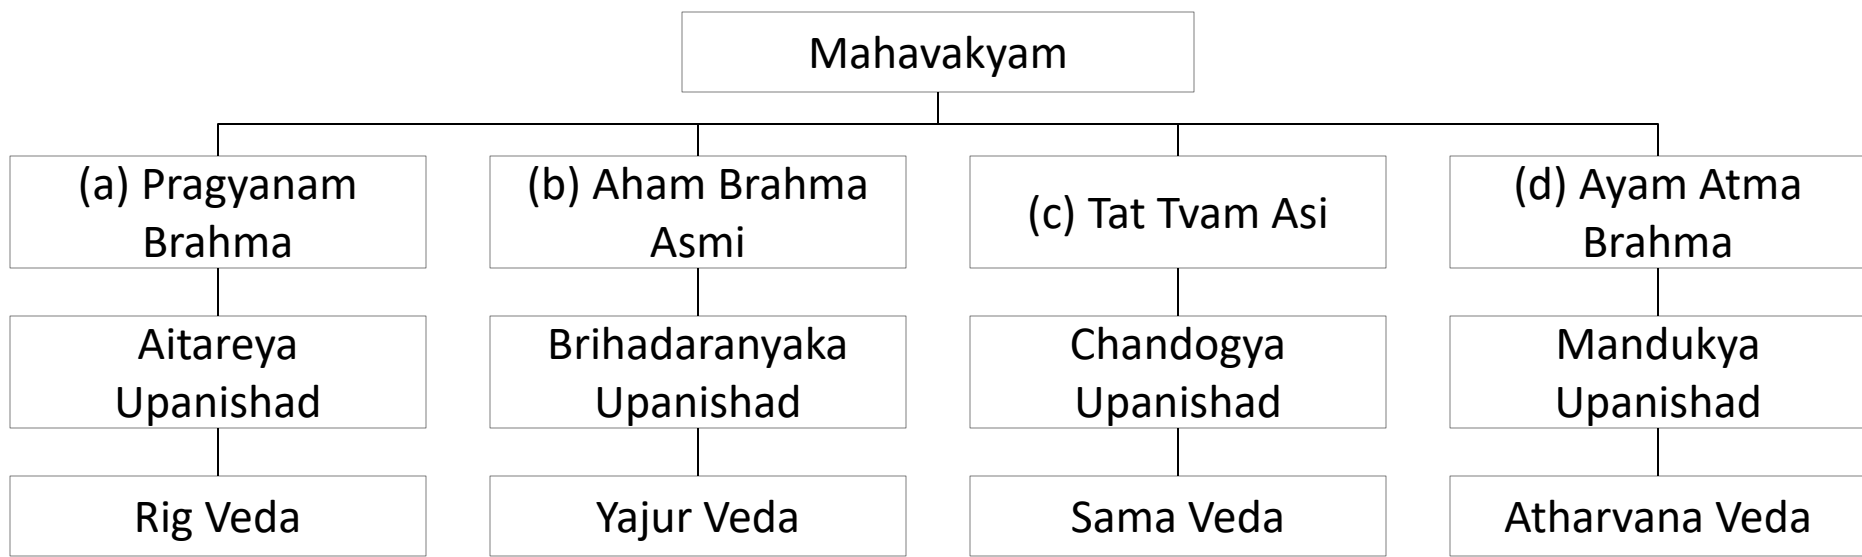 Mahavakyam
(a) Pragyanam
Brahma
(b) Aham Brahma
Asmi
(c) Tat Tvam Asi
(d) Ayam Atma
Brahma
Aitareya
Upanishad
Brihadaranyaka
Upanishad
Chandogya
Upanishad
Mandukya
Upanishad
Rig Veda
Yajur Veda
Sama Veda
Atharvana Veda